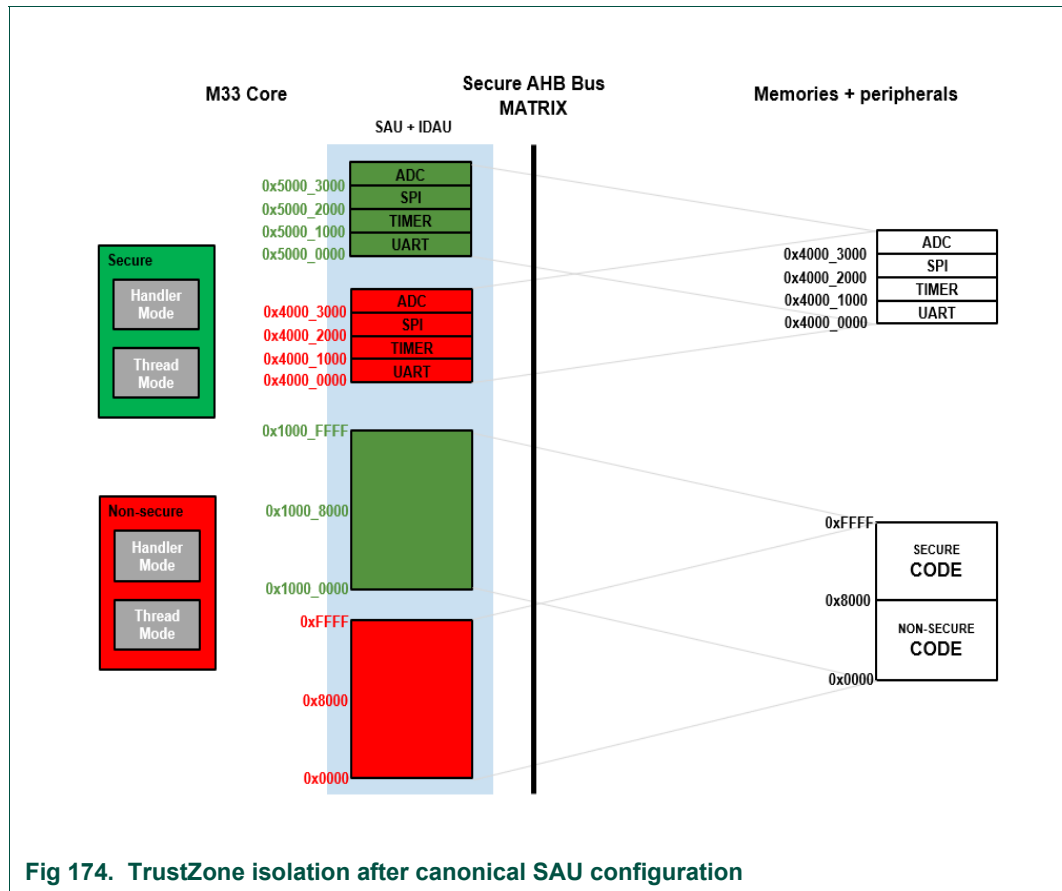 M33 Core
Secure AHB Bus
MATRIX
Memories + peripherals
SAU + IDAU
ADC
0x5000_3000
SPI
0x5000_2000
TIMER
0x5000_1000
UART
0x5000_0000
ADC
0x4000_3000
SPI
0x4000_2000
TIMER
0x4000_1000
UART
0x4000_0000
Secure
Handler
Mode
Thread
Mode
ADC
0x4000_3000
SPI
0x4000_2000
TIMER
0x4000_1000
UART
0x4000_0000
0x1000_FFFF
0x1000_8000
0x1000_0000
Non-secure
Handler
Mode
Thread
Mode
0xFFFF
0x8000
0x0000
0xFFFF
SECURE
CODE
0x8000
NON-SECURE
CODE
0x0000
Fig 174. TrustZone isolation after canonical SAU configuration